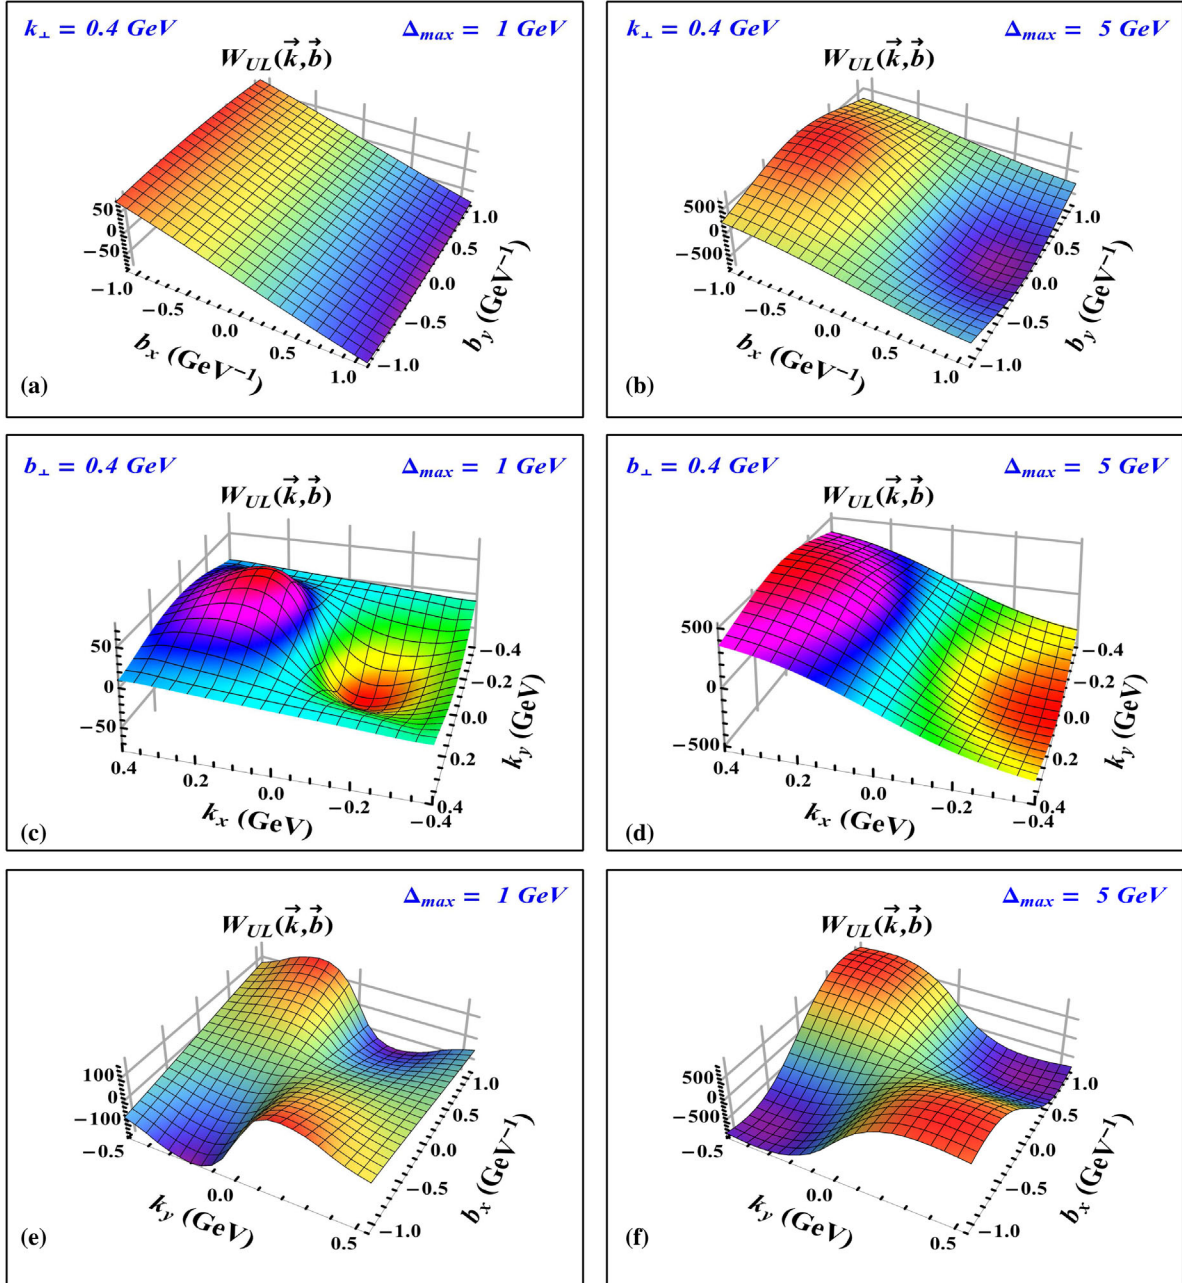 k⊥ = 0.4 GeV Δmax = 1 GeV
WUL(k⃗,b⃗)
50
0
−50
−1.0
−0.5
0.0
0.5
1.0
bx (GeV−1)
1.0
0.5
0.0
−0.5
−1.0
by (GeV−1)
(a)
k⊥ = 0.4 GeV Δmax = 5 GeV
WUL(k⃗,b⃗)
500
0
−500
−1.0
−0.5
0.0
0.5
1.0
bx (GeV−1)
1.0
0.5
0.0
−0.5
−1.0
by (GeV−1)
(b)
b⊥ = 0.4 GeV Δmax = 1 GeV
WUL(k⃗,b⃗)
50
0
−50
0.4
0.2
0.0
−0.2
−0.4
kx (GeV)
−0.4
−0.2
0.0
0.2
0.4
ky (GeV)
(c)
b⊥ = 0.4 GeV Δmax = 5 GeV
WUL(k⃗,b⃗)
500
0
−500
0.4
0.2
0.0
−0.2
−0.4
kx (GeV)
−0.4
−0.2
0.0
0.2
0.4
ky (GeV)
(d)
Δmax = 1 GeV
WUL(k⃗,b⃗)
100
0
−100
−0.5
0.0
0.5
ky (GeV)
1.0
0.5
0.0
−0.5
−1.0
bx (GeV−1)
(e)
Δmax = 5 GeV
WUL(k⃗,b⃗)
500
0
−500
−0.5
0.0
0.5
ky (GeV)
1.0
0.5
0.0
−0.5
−1.0
bx (GeV−1)
(f)